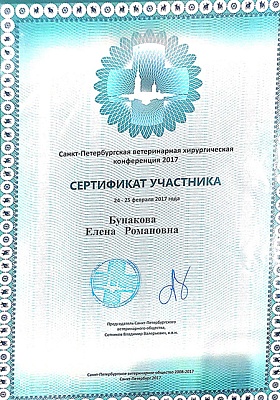 Санкт-Петербургская ветеринарная хирургическая
конференция 2017
СЕРТИФИКАТ УЧАСТНИКА
24 - 25 февраля 2017 года
Бунакова
Елена Романовна
Председатель Санкт-Петербургского
ветеринарного общества,
Сотников Владимир Валерьевич, к.в.н.
Санкт-Петербургское ветеринарное общество 2008-2017
Санкт-Петербург 2017